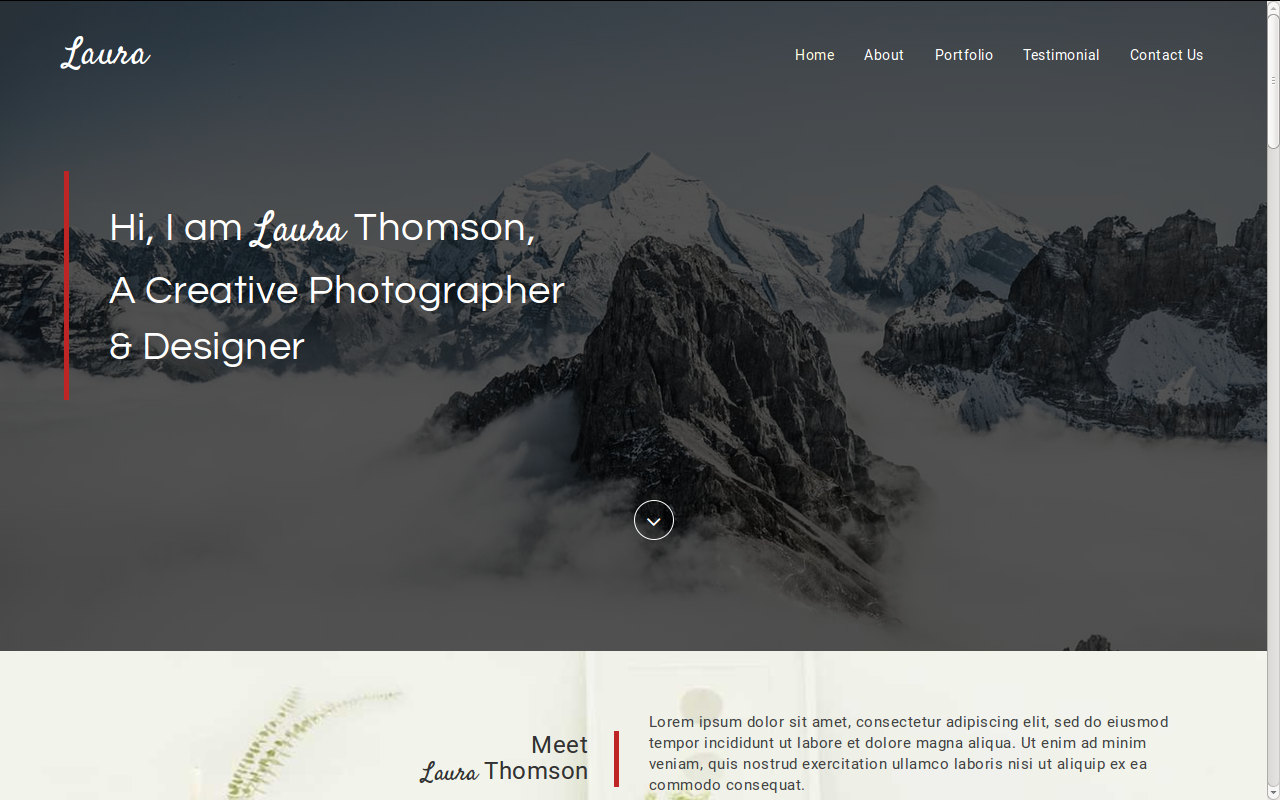 Laura
Home About Portfolio Testimonial Contact Us
Hi, I am Laura Thomson,
A Creative Photographer
& Designer
Meet
Laura Thomson
Lorem ipsum dolor sit amet, consectetur adipiscing elit, sed do eiusmod
tempor incididunt ut labore et dolore magna aliqua. Ut enim ad minim
veniam, quis nostrud exercitation ullamco laboris nisi ut aliquip ex ea
commodo consequat.